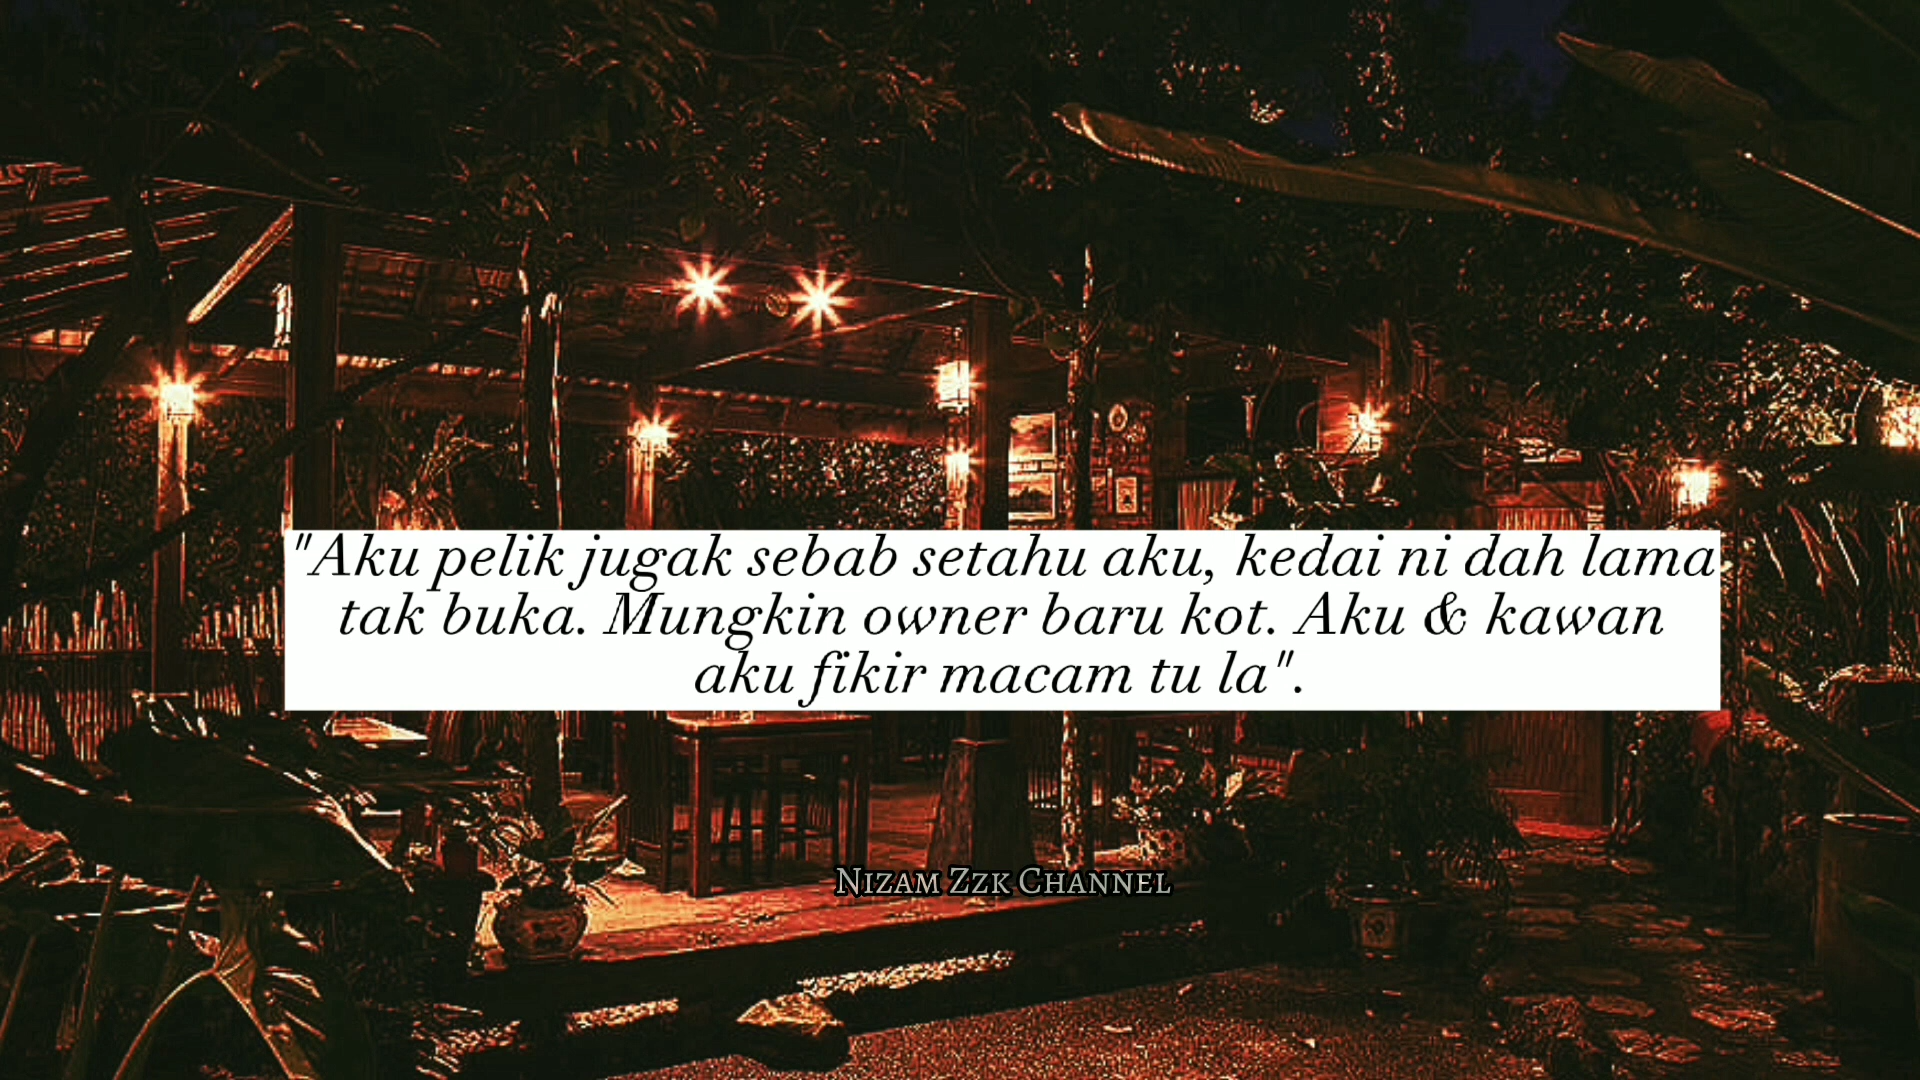 "Aku pelik jugak sebab setahu aku, kedai ni dah lama
tak buka. Mungkin owner baru kot. Aku & kawan
aku fikir macam tu la".
Nizam Zzk Channel